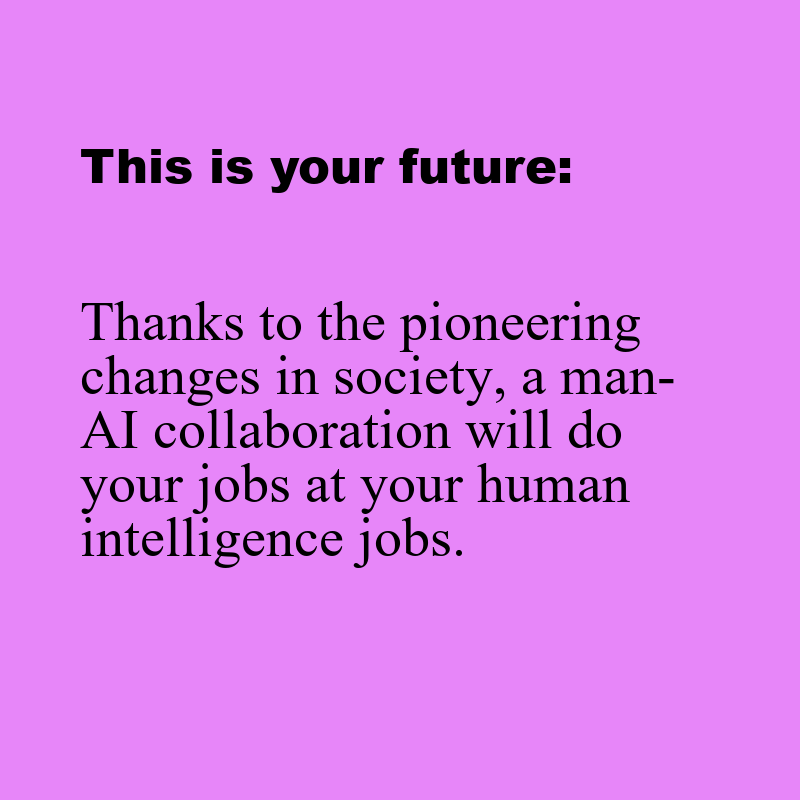 This is your future:
Thanks to the pioneering
changes in society, a man-
AI collaboration will do
your jobs at your human
intelligence jobs.